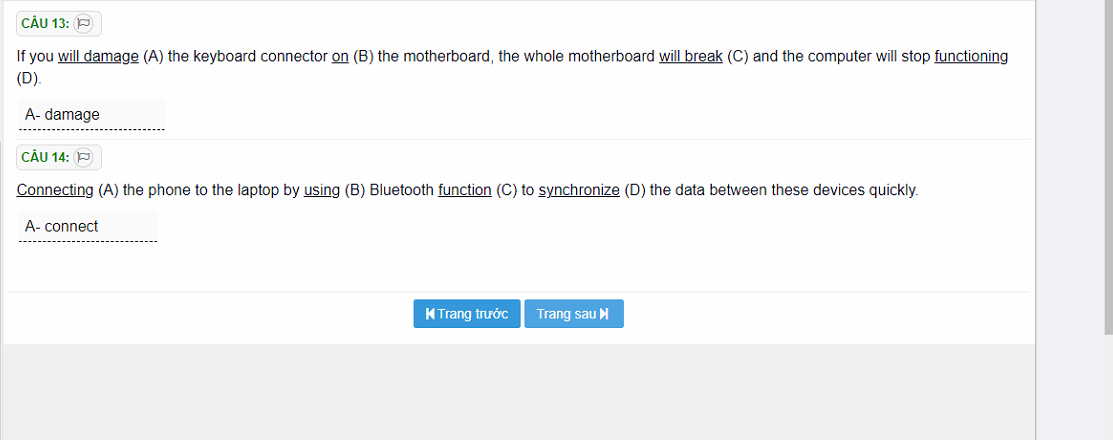 CÂU 13:
If you will damage (A) the keyboard connector on (B) the motherboard, the whole motherboard will break (C) and the computer will stop functioning
(D).
A- damage
CÂU 14:
Connecting (A) the phone to the laptop by using (B) Bluetooth function (C) to synchronize (D) the data between these devices quickly.
A- connect
Trang trước Trang sau